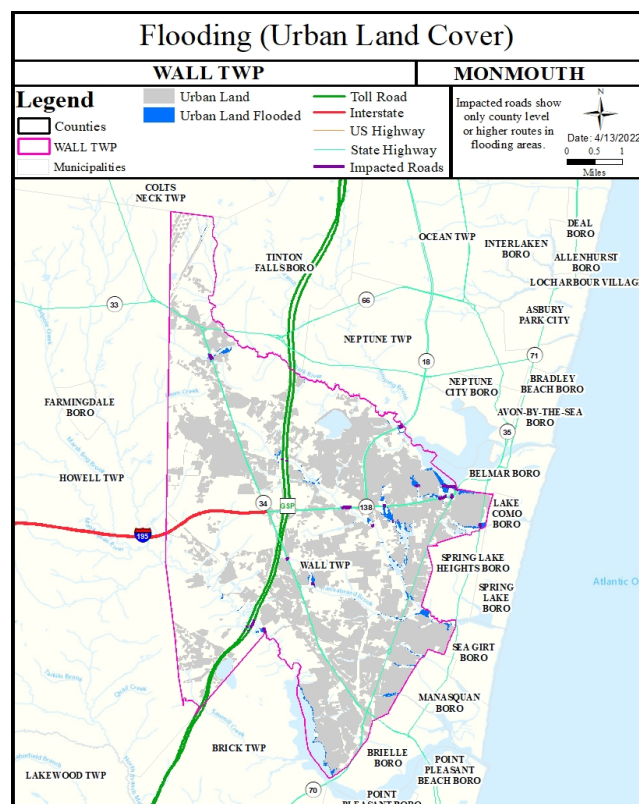 Flooding (Urban Land Cover)
WALL TWP
MONMOUTH
Legend
Counties
WALL TWP
Municipalities
Urban Land
Urban Land Flooded
Toll Road
Interstate
US Highway
State Highway
Impacted Roads
Impacted roads show
only county level
or higher routes in
flooding areas.
N
Date: 4/13/2022
0 0.5 1
Miles
COLTS
NECK TWP
TINTON
FALLS BORO
OCEAN TWP
INTERLAKEN
BORO
DEAL
BORO
ALLENHURST
BORO
LOCHARBOUR VILLAGE
33
66
ASBURY
PARK CITY
NEPTUNE TWP
18
71
FARMINGDALE
BORO
NEPTUNE
CITY BORO
BRADLEY
BEACH BORO
AVON-BY-THE-SEA
BORO
35
HOWELL TWP
BELMAR BORO
34
GSP
138
LAKE
COMO
BORO
195
WALL TWP
SPRING LAKE
HEIGHTS BORO
SPRING
LAKE
BORO
Atlantic O
SEA GIRT
BORO
MANASQUAN
BORO
BRICK TWP
BRIELLE
BORO
LAKEWOOD TWP
70
POINT
PLEASANT
BEACH BORO
POINT
PLEASANT BORO